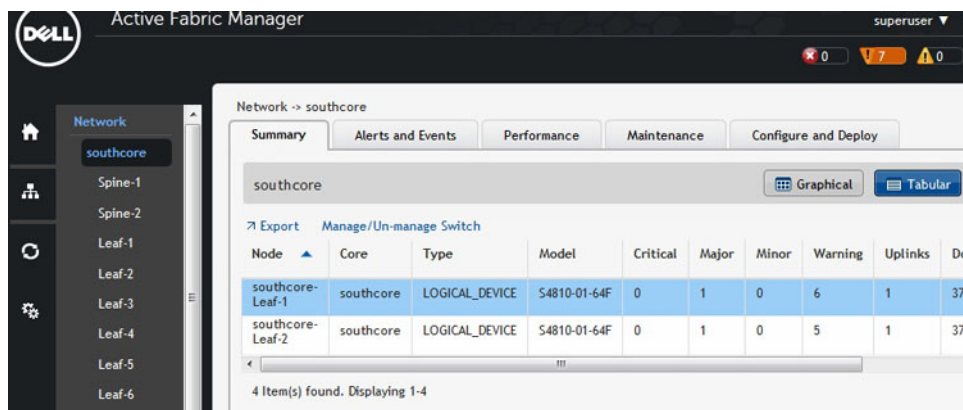 DELL
Active Fabric Manager
superuser ▼
0 7 0
Network
southcore
Spine-1
Spine-2
Leaf-1
Leaf-2
Leaf-3
Leaf-4
Leaf-5
Leaf-6
Network -> southcore
Summary Alerts and Events Performance Maintenance Configure and Deploy
southcore Graphical Tabular
Export Manage/Un-manage Switch
Node ▲ Core Type Model Critical Major Minor Warning Uplinks
southcore-Leaf-1 southcore LOGICAL_DEVICE S4810-01-64F 0 1 0 6 1 37
southcore-Leaf-2 southcore LOGICAL_DEVICE S4810-01-64F 0 1 0 5 1 37
4 Item(s) found. Displaying 1-4